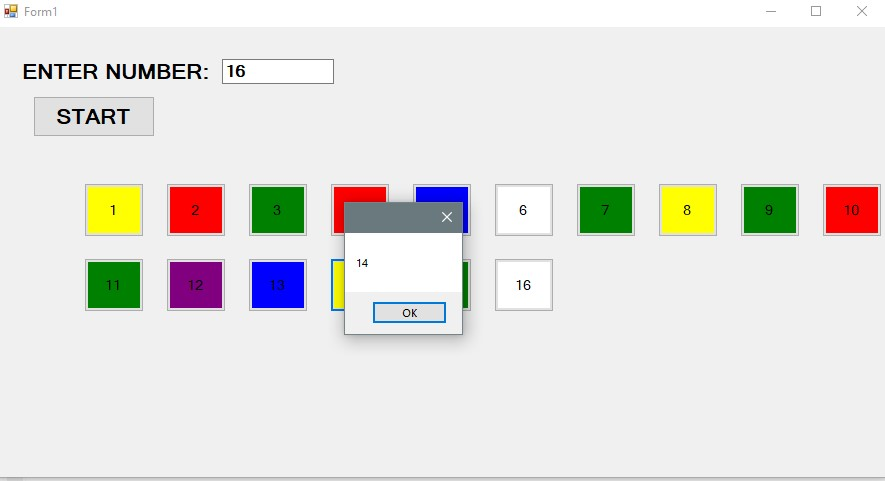 Form1
ENTER NUMBER: 16
START
1 2 3 6 7 8 9 10
14
11 12 13 16
OK